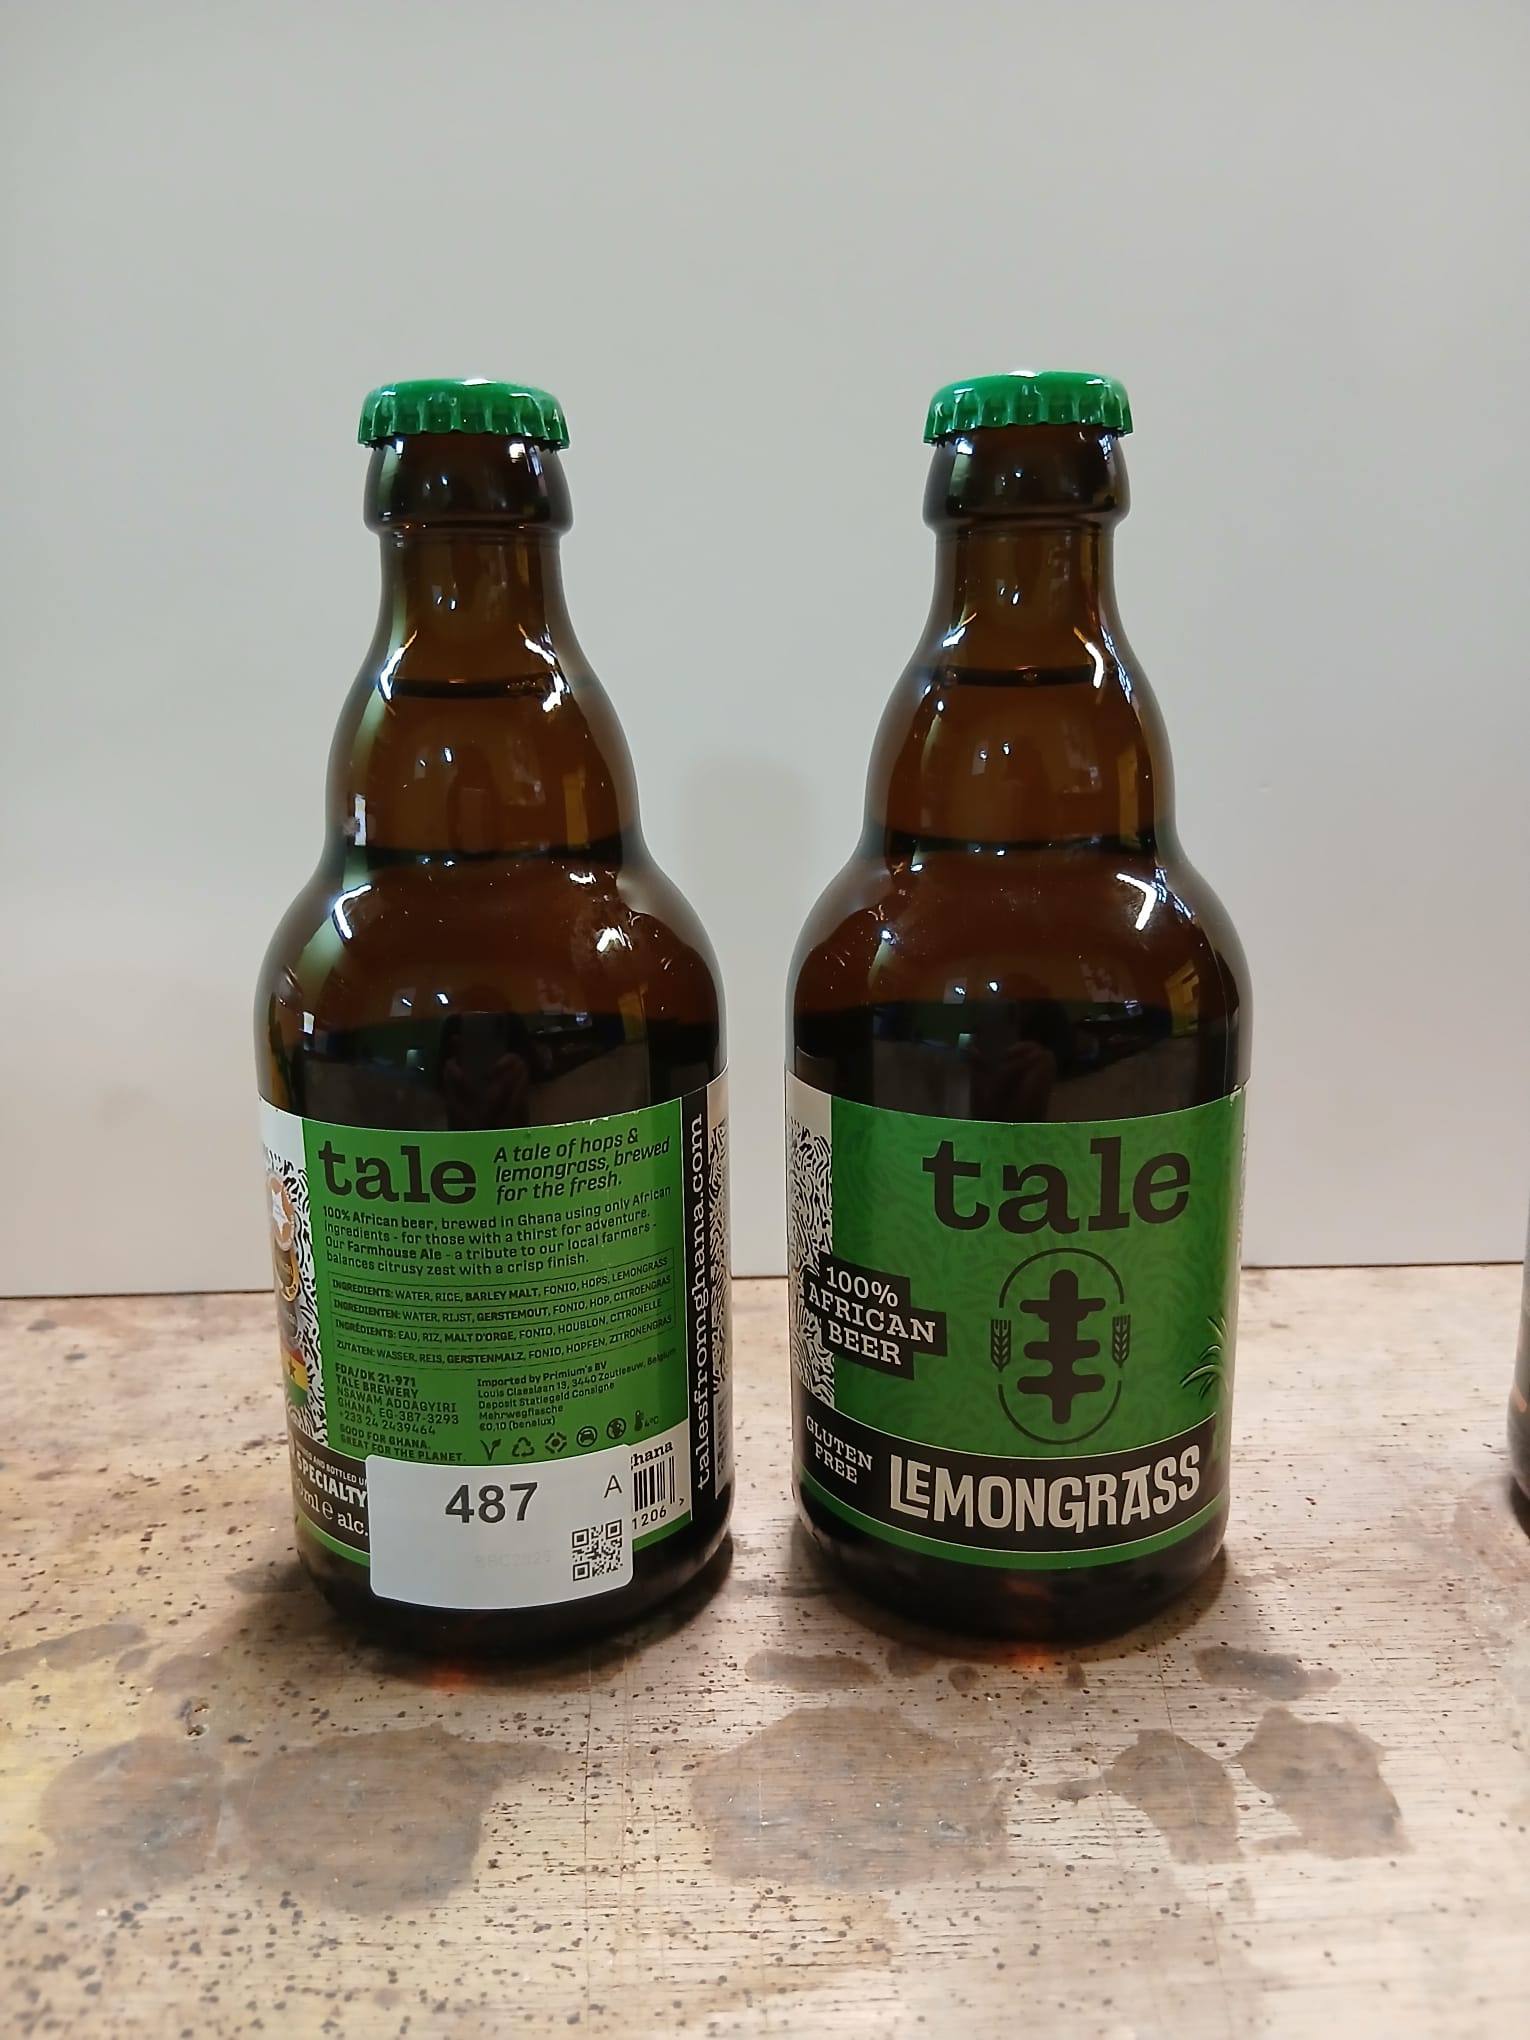 tale
A tale of hops &
lemongrass, brewed
for the fresh.
100% African beer, brewed in Ghana using only African
ingredients - for those with a thirst for adventure.
Our Farmhouse Ale - a tribute to our local farmers -
balances citrusy zest with a crisp finish.
INGREDIENTS: WATER, RICE, BARLEY MALT, FONIO, HOPS, LEMONGRASS
INGREDIENTEN: WATER, RIJST, GERSTEMOUT, FONIO, HOP, CITROENGRAS
INGRÉDIENTS: EAU, RIZ, MALT D'ORGE, FONIO, HOUBLON, CITRONELLE
ZUTATEN: WASSER, REIS, GERSTENMALZ, FONIO, HOPFEN, ZITRONENGRAS
FDA/DK 21-971
TALE BREWERY
NSAWAM ADOAGYIRI
GHANA, EG-387-3293
+233 24 2439464
GOOD FOR GHANA.
GREAT FOR THE PLANET.
Imported by Primium's BV
Louis Claeslaan 13, 3440 Zoutleeuw, Belgium
Deposit Statiegeld Consigne
Mehrwegflasche
€0,10 (benelux)
4°C
AND BOTTLED
SPECIALTY
ml e alc.
487
A
hana
1206 >
talesfromghana.com
tale
100%
AFRICAN
BEER
GLUTEN
FREE
LEMONGRASS